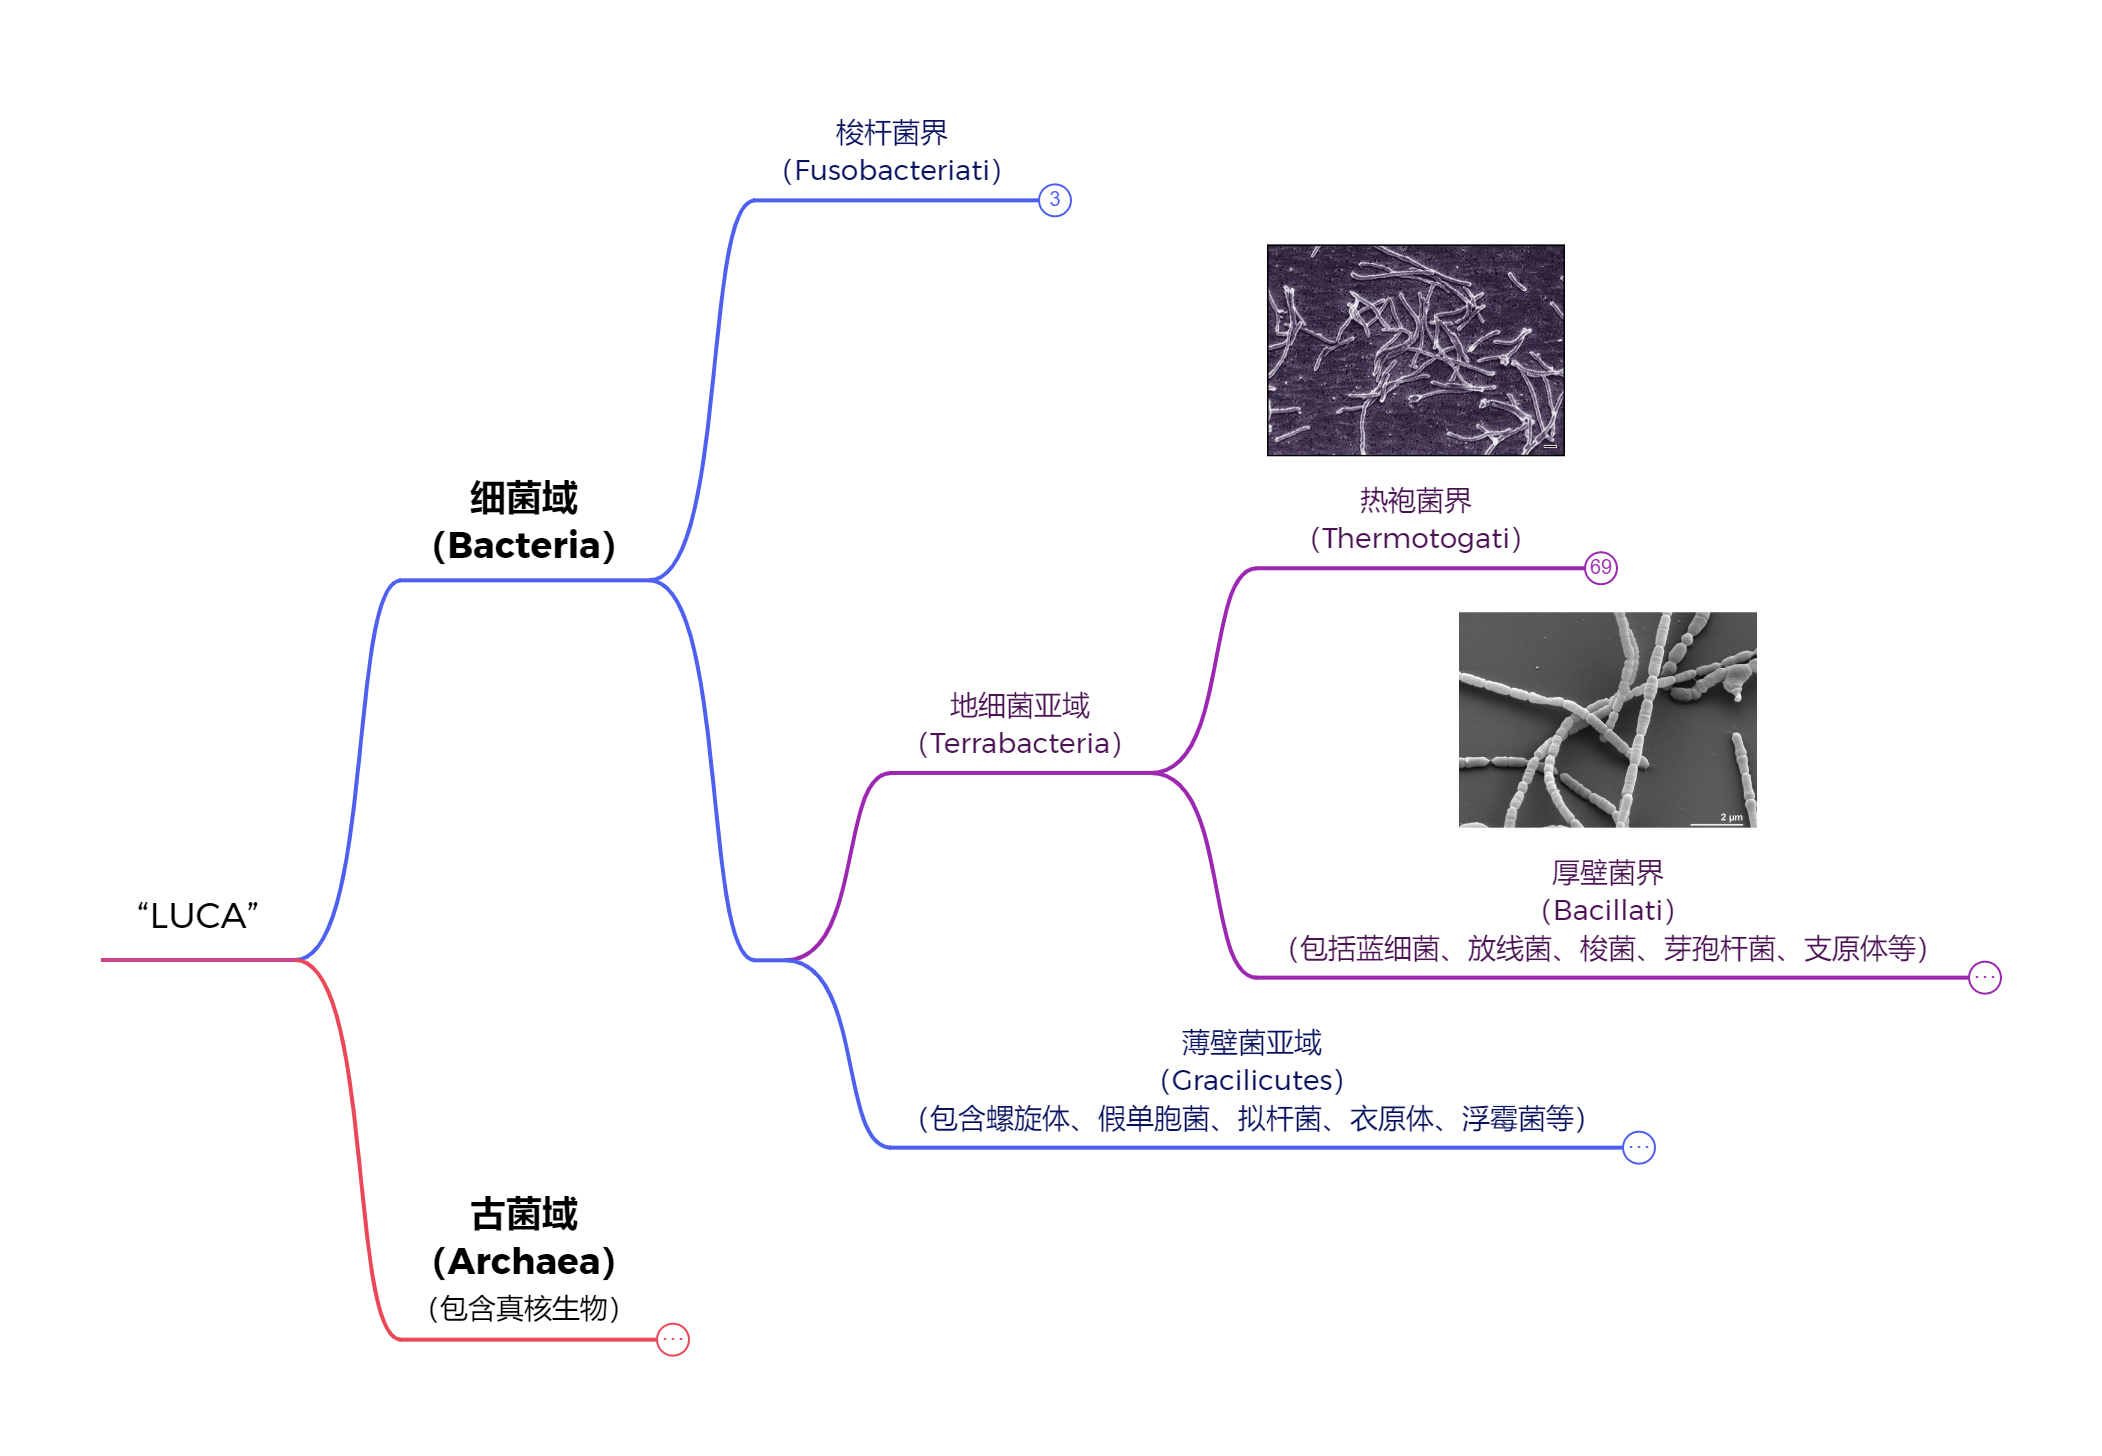 梭杆菌界
(Fusobacteriati)
3
热袍菌界
(Thermotogati)
69
细菌域
(Bacteria)
2 μm
地细菌亚域
(Terrabacteria)
厚壁菌界
(Bacillati)
(包括蓝细菌、放线菌、梭菌、芽孢杆菌、支原体等)
...
“LUCA”
薄壁菌亚域
(Gracilicutes)
(包含螺旋体、假单胞菌、拟杆菌、衣原体、浮霉菌等)
...
古菌域
(Archaea)
(包含真核生物)
...